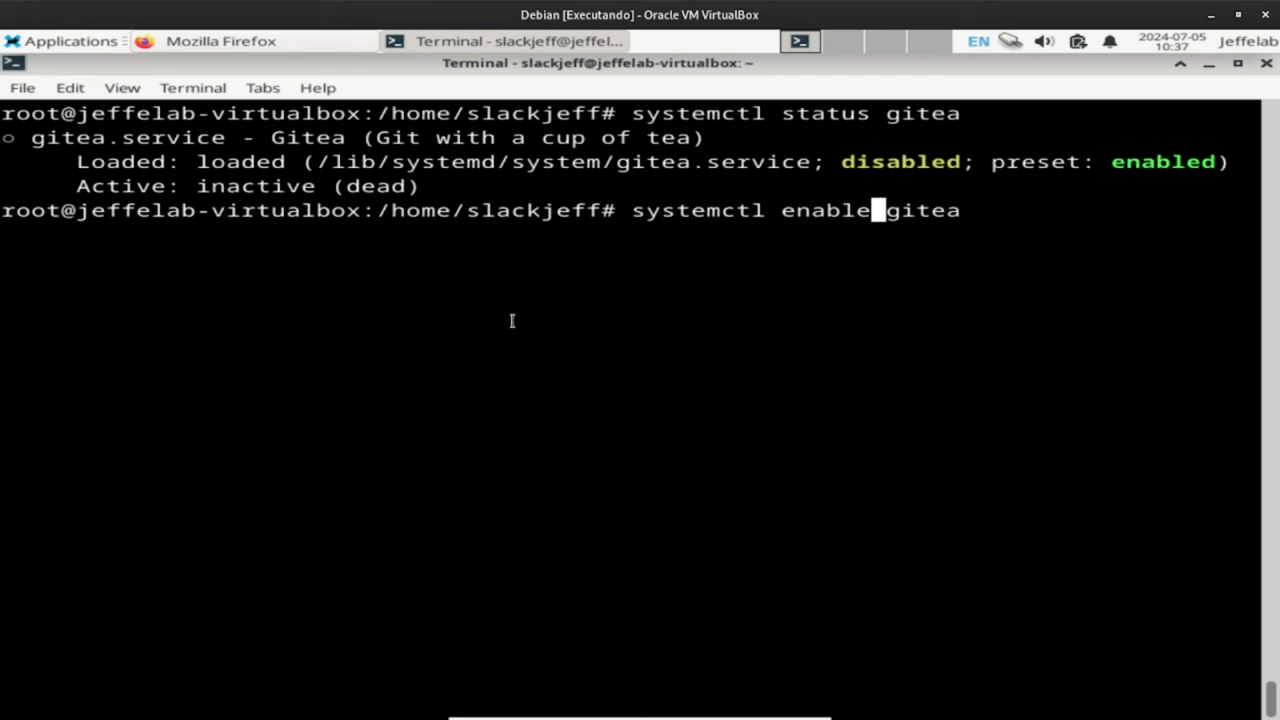 Debian [Executando] - Oracle VM VirtualBox
Applications Mozilla Firefox Terminal - slackjeff@jeffel... EN 2024-07-05 10:37 Jeffelab
Terminal - slackjeff@jeffelab-virtualbox: ~
File Edit View Terminal Tabs Help
root@jeffelab-virtualbox:/home/slackjeff# systemctl status gitea
○ gitea.service - Gitea (Git with a cup of tea)
Loaded: loaded (/lib/systemd/system/gitea.service; disabled; preset: enabled)
Active: inactive (dead)
root@jeffelab-virtualbox:/home/slackjeff# systemctl enable gitea